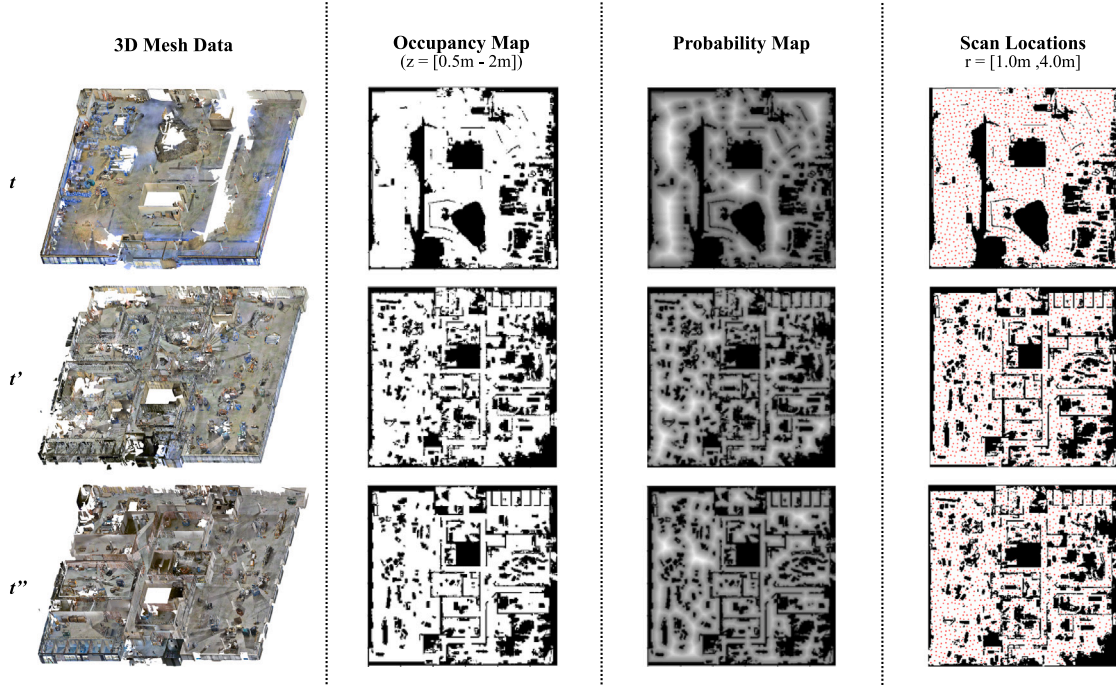 3D Mesh Data
Occupancy Map
(z = [0.5m - 2m])
Probability Map
Scan Locations
r = [1.0m ,4.0m]
t
t’
t”